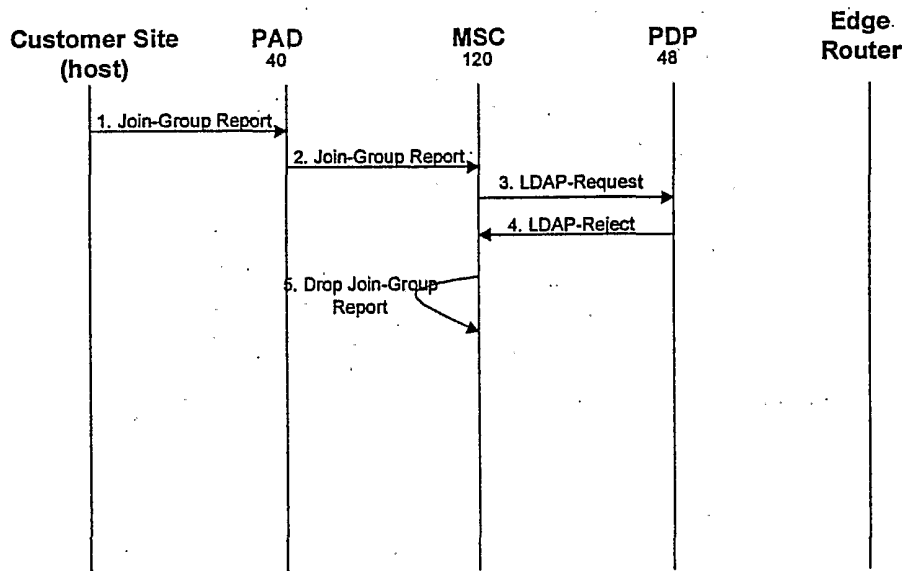 Customer Site
(host)
PAD
40
MSC
120
PDP
48
Edge
Router
1. Join-Group Report
2. Join-Group Report
3. LDAP-Request
4. LDAP-Reject
5. Drop Join-Group
Report